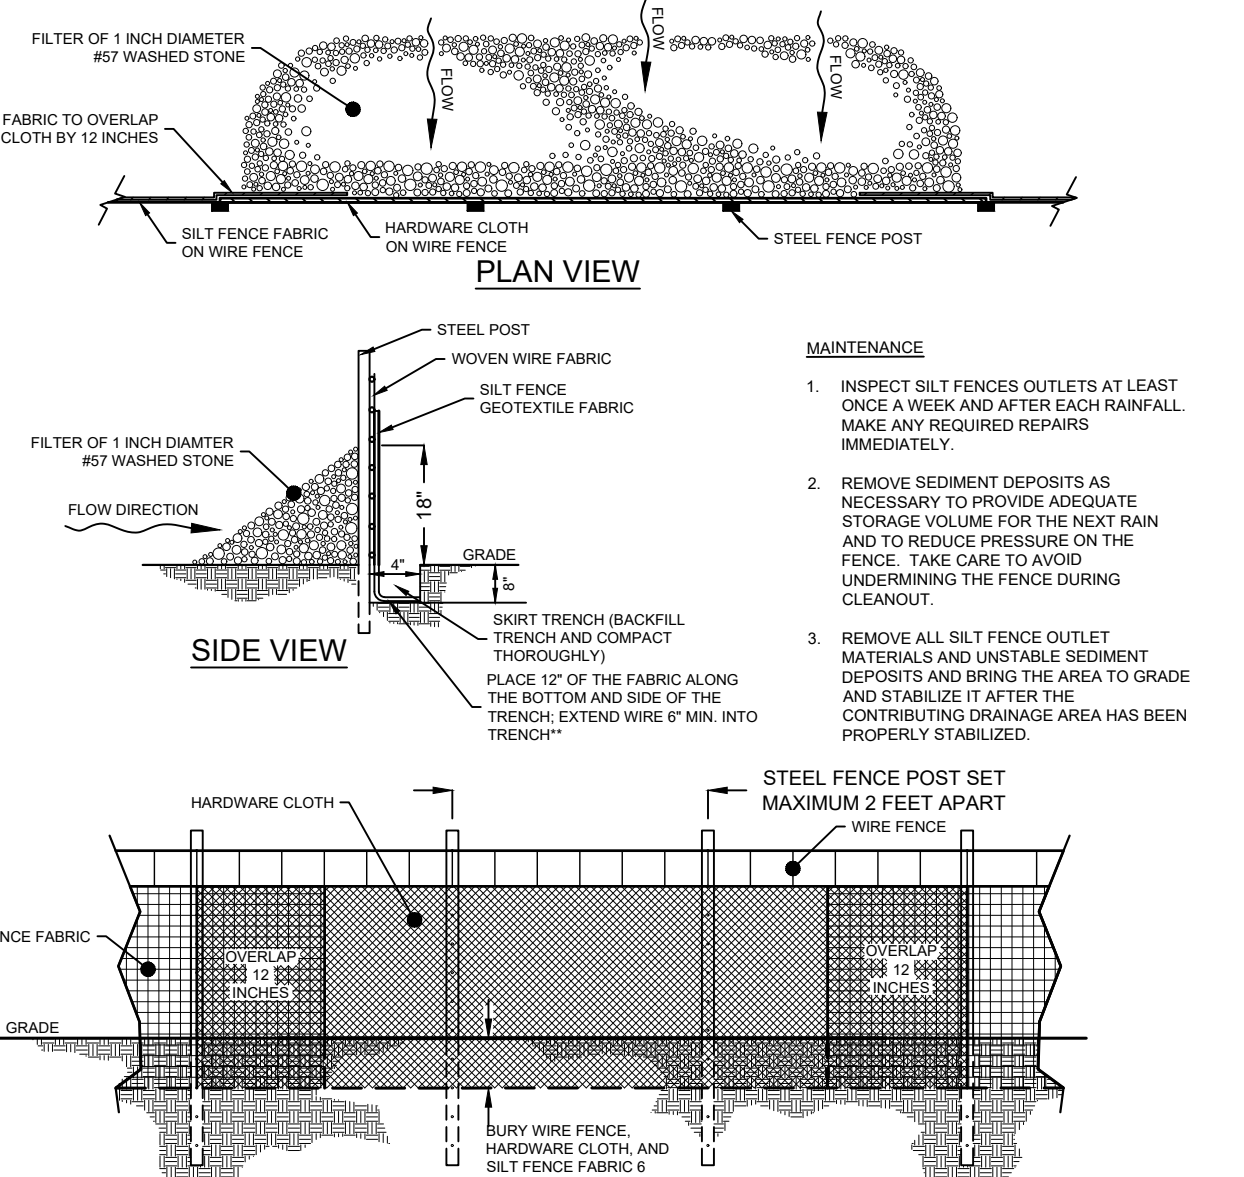 FLOW
FILTER OF 1 INCH DIAMETER
#57 WASHED STONE
FLOW
FLOW
FABRIC TO OVERLAP
CLOTH BY 12 INCHES
SILT FENCE FABRIC
ON WIRE FENCE
HARDWARE CLOTH
ON WIRE FENCE
STEEL FENCE POST
PLAN VIEW
STEEL POST
WOVEN WIRE FABRIC
SILT FENCE
GEOTEXTILE FABRIC
FILTER OF 1 INCH DIAMTER
#57 WASHED STONE
FLOW DIRECTION
18"
GRADE
4"
8"
SKIRT TRENCH (BACKFILL
TRENCH AND COMPACT
THOROUGHLY)
SIDE VIEW
PLACE 12" OF THE FABRIC ALONG
THE BOTTOM AND SIDE OF THE
TRENCH; EXTEND WIRE 6" MIN. INTO
TRENCH**
MAINTENANCE
1. INSPECT SILT FENCES OUTLETS AT LEAST
ONCE A WEEK AND AFTER EACH RAINFALL.
MAKE ANY REQUIRED REPAIRS
IMMEDIATELY.
2. REMOVE SEDIMENT DEPOSITS AS
NECESSARY TO PROVIDE ADEQUATE
STORAGE VOLUME FOR THE NEXT RAIN
AND TO REDUCE PRESSURE ON THE
FENCE. TAKE CARE TO AVOID
UNDERMINING THE FENCE DURING
CLEANOUT.
3. REMOVE ALL SILT FENCE OUTLET
MATERIALS AND UNSTABLE SEDIMENT
DEPOSITS AND BRING THE AREA TO GRADE
AND STABILIZE IT AFTER THE
CONTRIBUTING DRAINAGE AREA HAS BEEN
PROPERLY STABILIZED.
STEEL FENCE POST SET
MAXIMUM 2 FEET APART
HARDWARE CLOTH
WIRE FENCE
NCE FABRIC
OVERLAP
12
INCHES
OVERLAP
12
INCHES
GRADE
BURY WIRE FENCE,
HARDWARE CLOTH, AND
SILT FENCE FABRIC 6